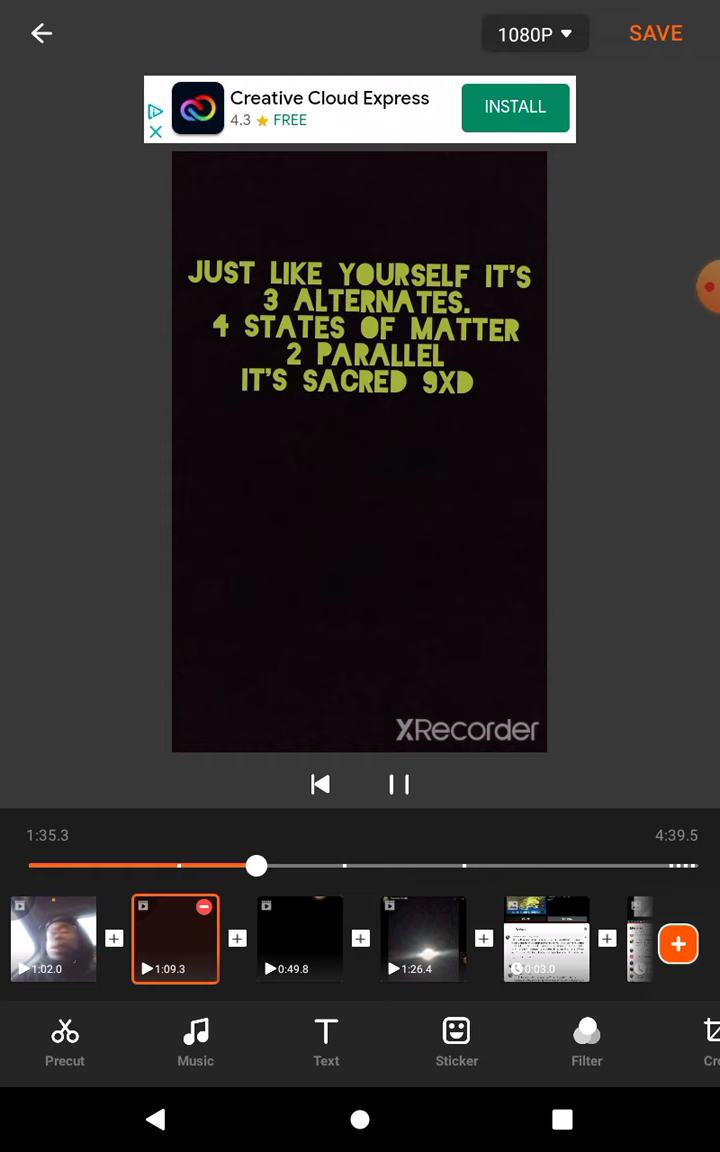 1080P
SAVE
Creative Cloud Express
4.3 FREE
INSTALL
JUST LIKE YOURSELF IT'S
3 ALTERNATES.
4 STATES OF MATTER
2 PARALLEL
IT'S SACRED 9XD
XRecorder
1:35.3
4:39.5
1:02.0
1:09.3
0:49.8
1:26.4
0:03.0
Precut
Music
Text
Sticker
Filter
Cr